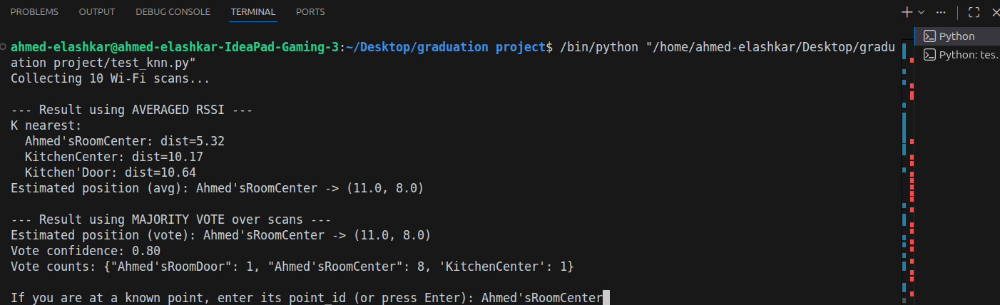 PROBLEMS OUTPUT DEBUG CONSOLE TERMINAL PORTS
Python
Python: tes.
ahmed-elashkar@ahmed-elashkar-IdeaPad-Gaming-3:~/Desktop/graduation project$ /bin/python "/home/ahmed-elashkar/Desktop/gradu
ation project/test_knn.py"
Collecting 10 Wi-Fi scans...
--- Result using AVERAGED RSSI ---
K nearest:
Ahmed'sRoomCenter: dist=5.32
KitchenCenter: dist=10.17
Kitchen'Door: dist=10.64
Estimated position (avg): Ahmed'sRoomCenter -> (11.0, 8.0)
--- Result using MAJORITY VOTE over scans ---
Estimated position (vote): Ahmed'sRoomCenter -> (11.0, 8.0)
Vote confidence: 0.80
Vote counts: {"Ahmed'sRoomDoor": 1, "Ahmed'sRoomCenter": 8, 'KitchenCenter': 1}
If you are at a known point, enter its point_id (or press Enter): Ahmed'sRoomCenter